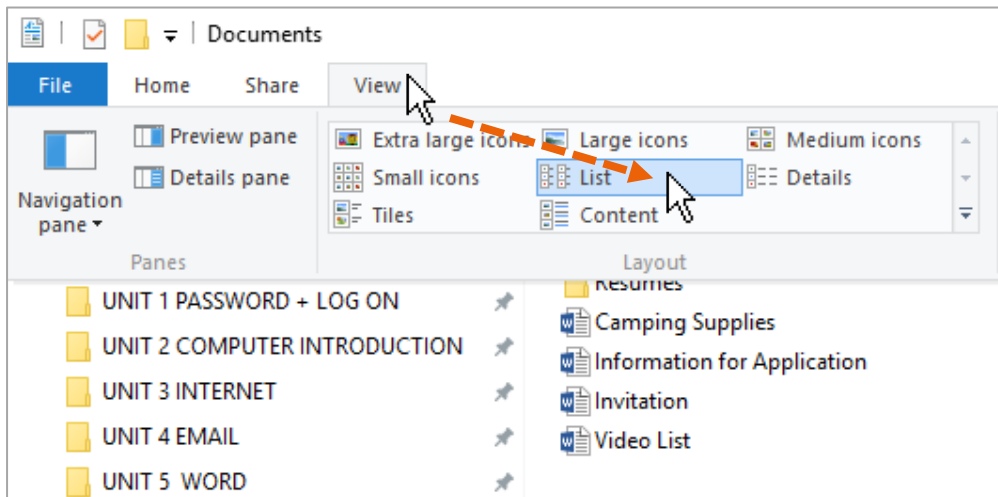 Documents
File Home Share View
Preview pane
Details pane
Navigation
pane
Panes
Extra large icons Large icons Medium icons
Small icons List Details
Tiles Content
Layout
UNIT 1 PASSWORD + LOG ON
UNIT 2 COMPUTER INTRODUCTION
UNIT 3 INTERNET
UNIT 4 EMAIL
UNIT 5 WORD
Resumes
Camping Supplies
Information for Application
Invitation
Video List